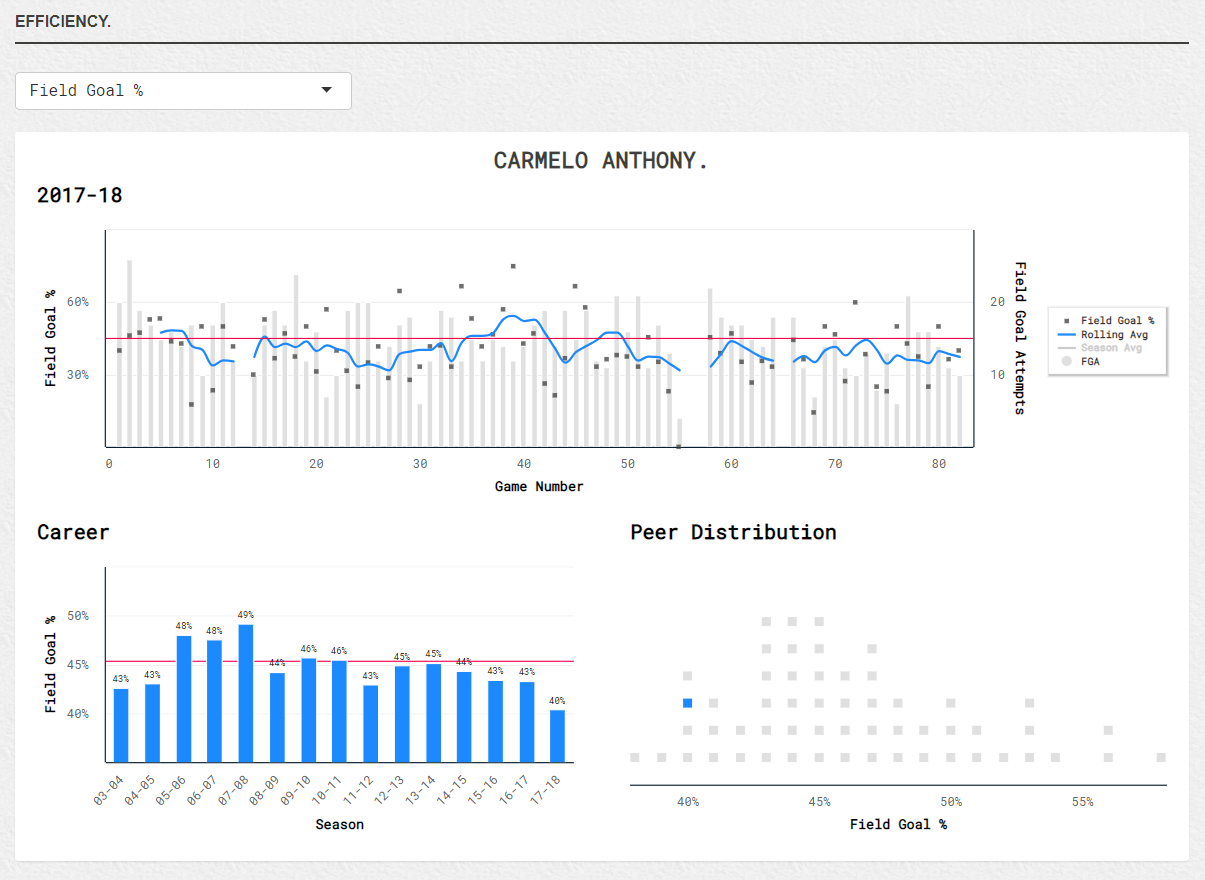 EFFICIENCY.
Field Goal %
CARMELO ANTHONY.
2017-18
Field Goal %
60%
30%
20
10
Field Goal Attempts
Field Goal %
Rolling Avg
Season Avg
FGA
0 10 20 30 40 50 60 70 80
Game Number
Career
Field Goal %
50%
45%
40%
43% 43% 48% 48% 49% 44% 46% 46% 43% 45% 45% 44% 43% 43% 40%
03-04 04-05 05-06 06-07 07-08 08-09 09-10 10-11 11-12 12-13 13-14 14-15 15-16 16-17 17-18
Season
Peer Distribution
40% 45% 50% 55%
Field Goal %